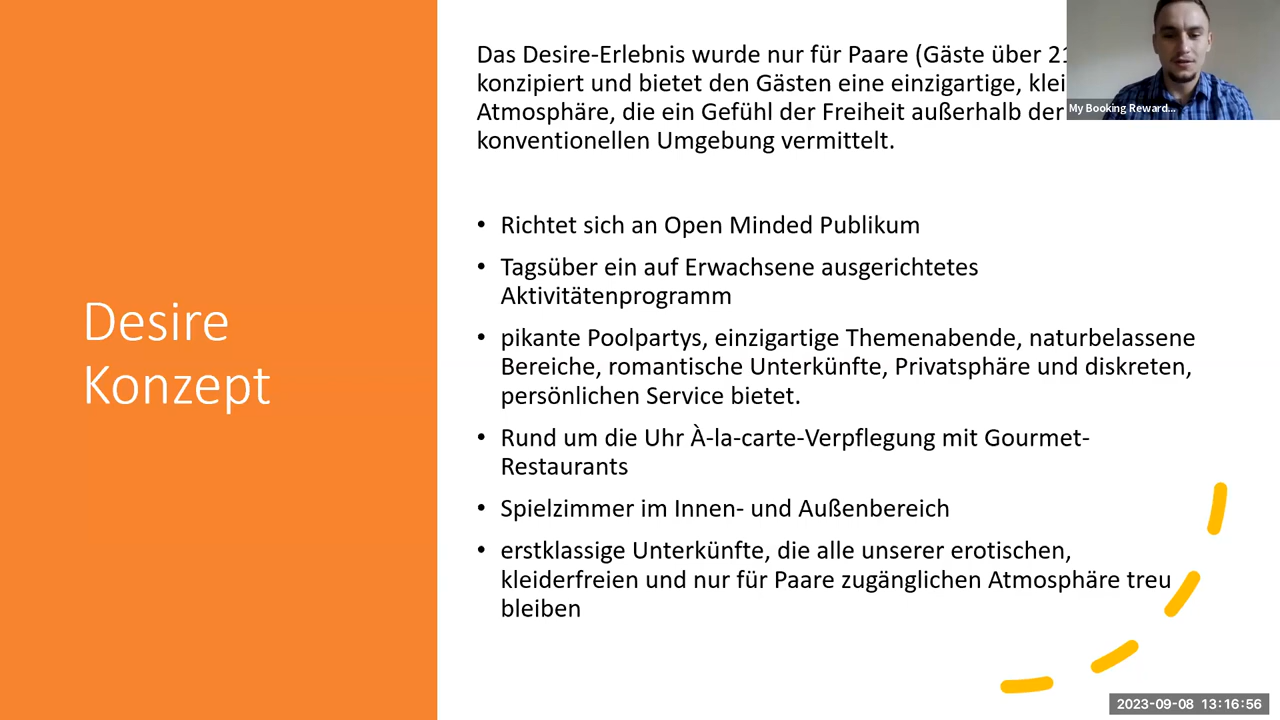 Desire
Konzept
Das Desire-Erlebnis wurde nur für Paare (Gäste über
konzipiert und bietet den Gästen eine einzigartige,
Atmosphäre, die ein Gefühl der Freiheit außerhalb der
konventionellen Umgebung vermittelt.
• Richtet sich an Open Minded Publikum
• Tagsüber ein auf Erwachsene ausgerichtetes
Aktivitätenprogramm
• pikante Poolpartys, einzigartige Themenabende, naturbelassene
Bereiche, romantische Unterkünfte, Privatsphäre und diskreten,
persönlichen Service bietet.
• Rund um die Uhr À-la-carte-Verpflegung mit Gourmet-
Restaurants
• Spielzimmer im Innen- und Außenbereich
• erstklassige Unterkünfte, die alle unserer erotischen,
kleiderfreien und nur für Paare zugänglichen Atmosphäre treu
bleiben
My Booking Reward...
2023-09-08 13:16:56